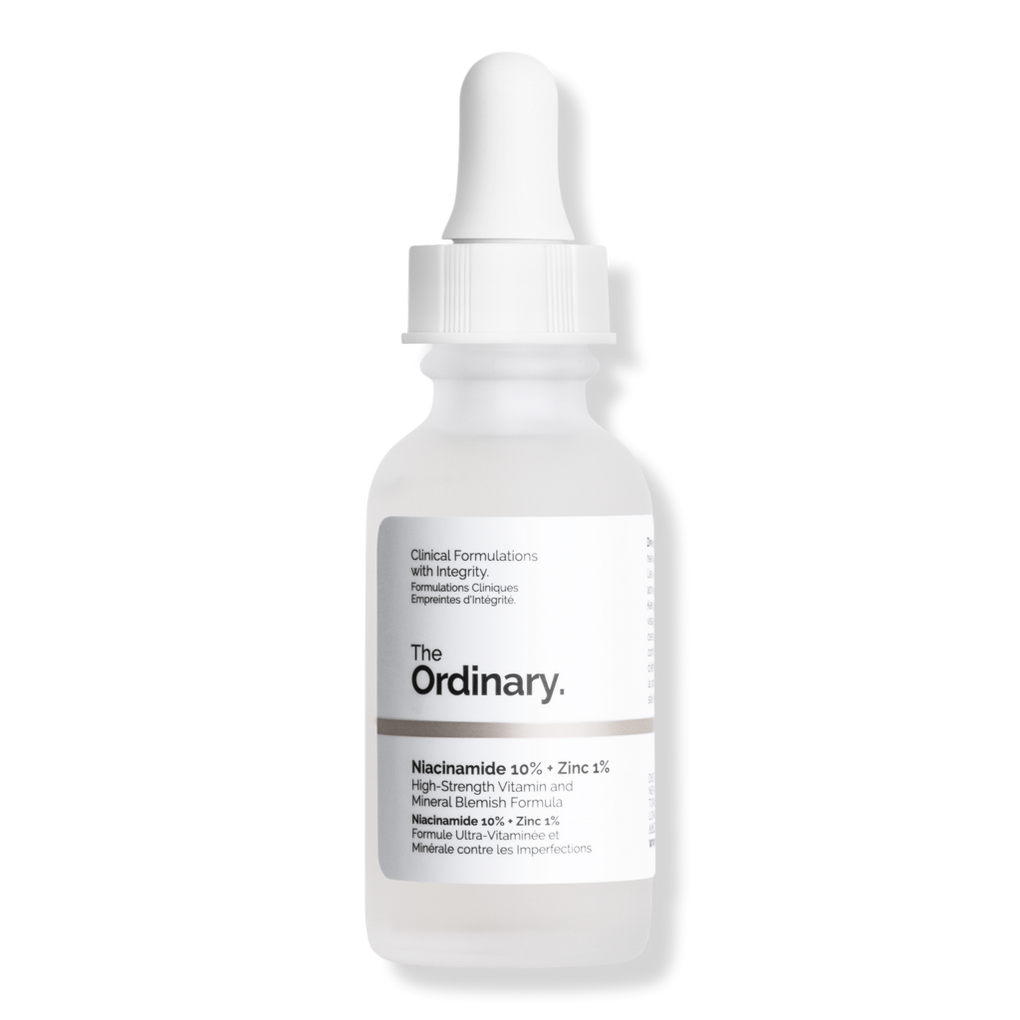 Clinical Formulations
with Integrity.
Formulations Cliniques
Empreintes d'Intégrité.
The
Ordinary.
Niacinamide 10% + Zinc 1%
High-Strength Vitamin and
Mineral Blemish Formula
Niacinamide 10% + Zinc 1%
Formule Ultra-Vitaminée et
Minérale contre les Imperfections